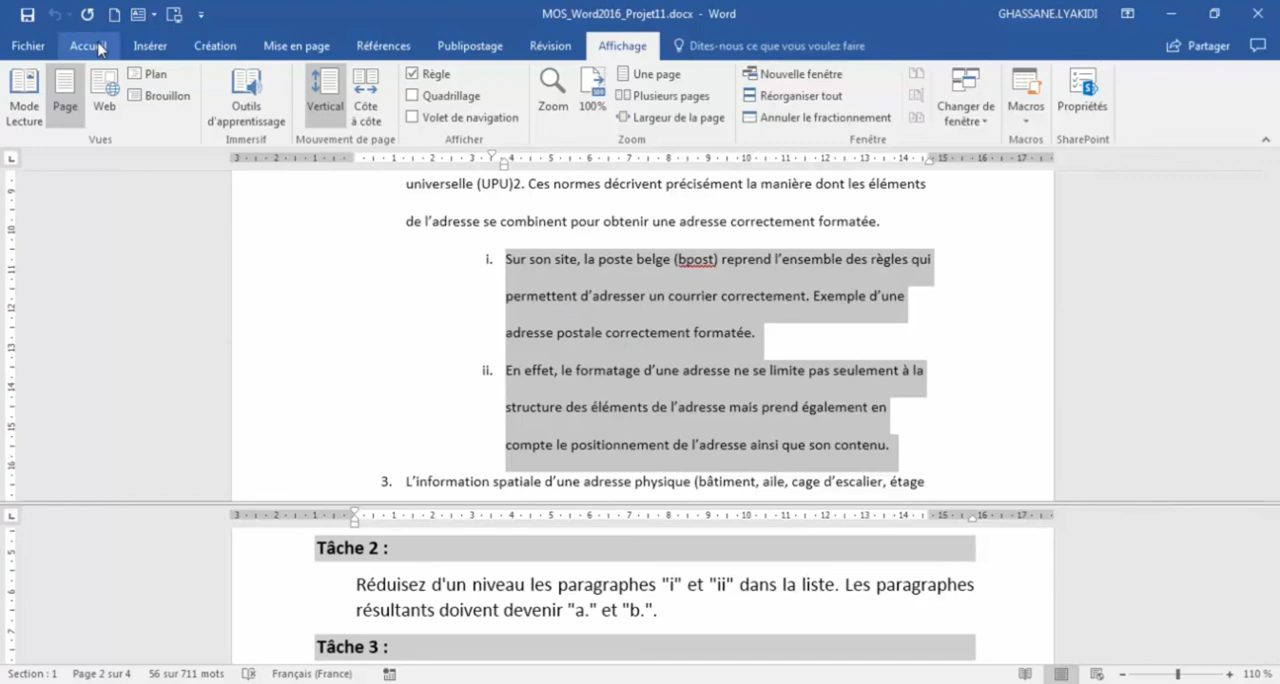 MOS_Word2016_Projet11.docx - Word
GHASSANE.LYAKIDI
Fichier Accueil Insérer Création Mise en page Références Publipostage Révision Affichage Dites-nous ce que vous voulez faire Partager
Mode Lecture
Page
Web
Plan
Brouillon
Vues
Outils d'apprentissage
Immersif
Vertical
Côte à côte
Mouvement de page
Règle
Quadrillage
Volet de navigation
Afficher
Zoom
100%
Une page
Plusieurs pages
Largeur de la page
Zoom
Nouvelle fenêtre
Réorganiser tout
Annuler le fractionnement
Changer de fenêtre
Fenêtre
Macros
Macros
Propriétés
SharePoint
universelle (UPU)2. Ces normes décrivent précisément la manière dont les éléments
de l'adresse se combinent pour obtenir une adresse correctement formatée.
i. Sur son site, la poste belge (bpost) reprend l'ensemble des règles qui
permettent d'adresser un courrier correctement. Exemple d'une
adresse postale correctement formatée.
ii. En effet, le formatage d'une adresse ne se limite pas seulement à la
structure des éléments de l'adresse mais prend également en
compte le positionnement de l'adresse ainsi que son contenu.
3. L'information spatiale d'une adresse physique (bâtiment, aile, cage d'escalier, étage
Tâche 2 :
Réduisez d'un niveau les paragraphes "i" et "ii" dans la liste. Les paragraphes
résultants doivent devenir "a." et "b.".
Tâche 3 :
Section : 1 Page 2 sur 4 56 sur 711 mots Français (France) 110 %